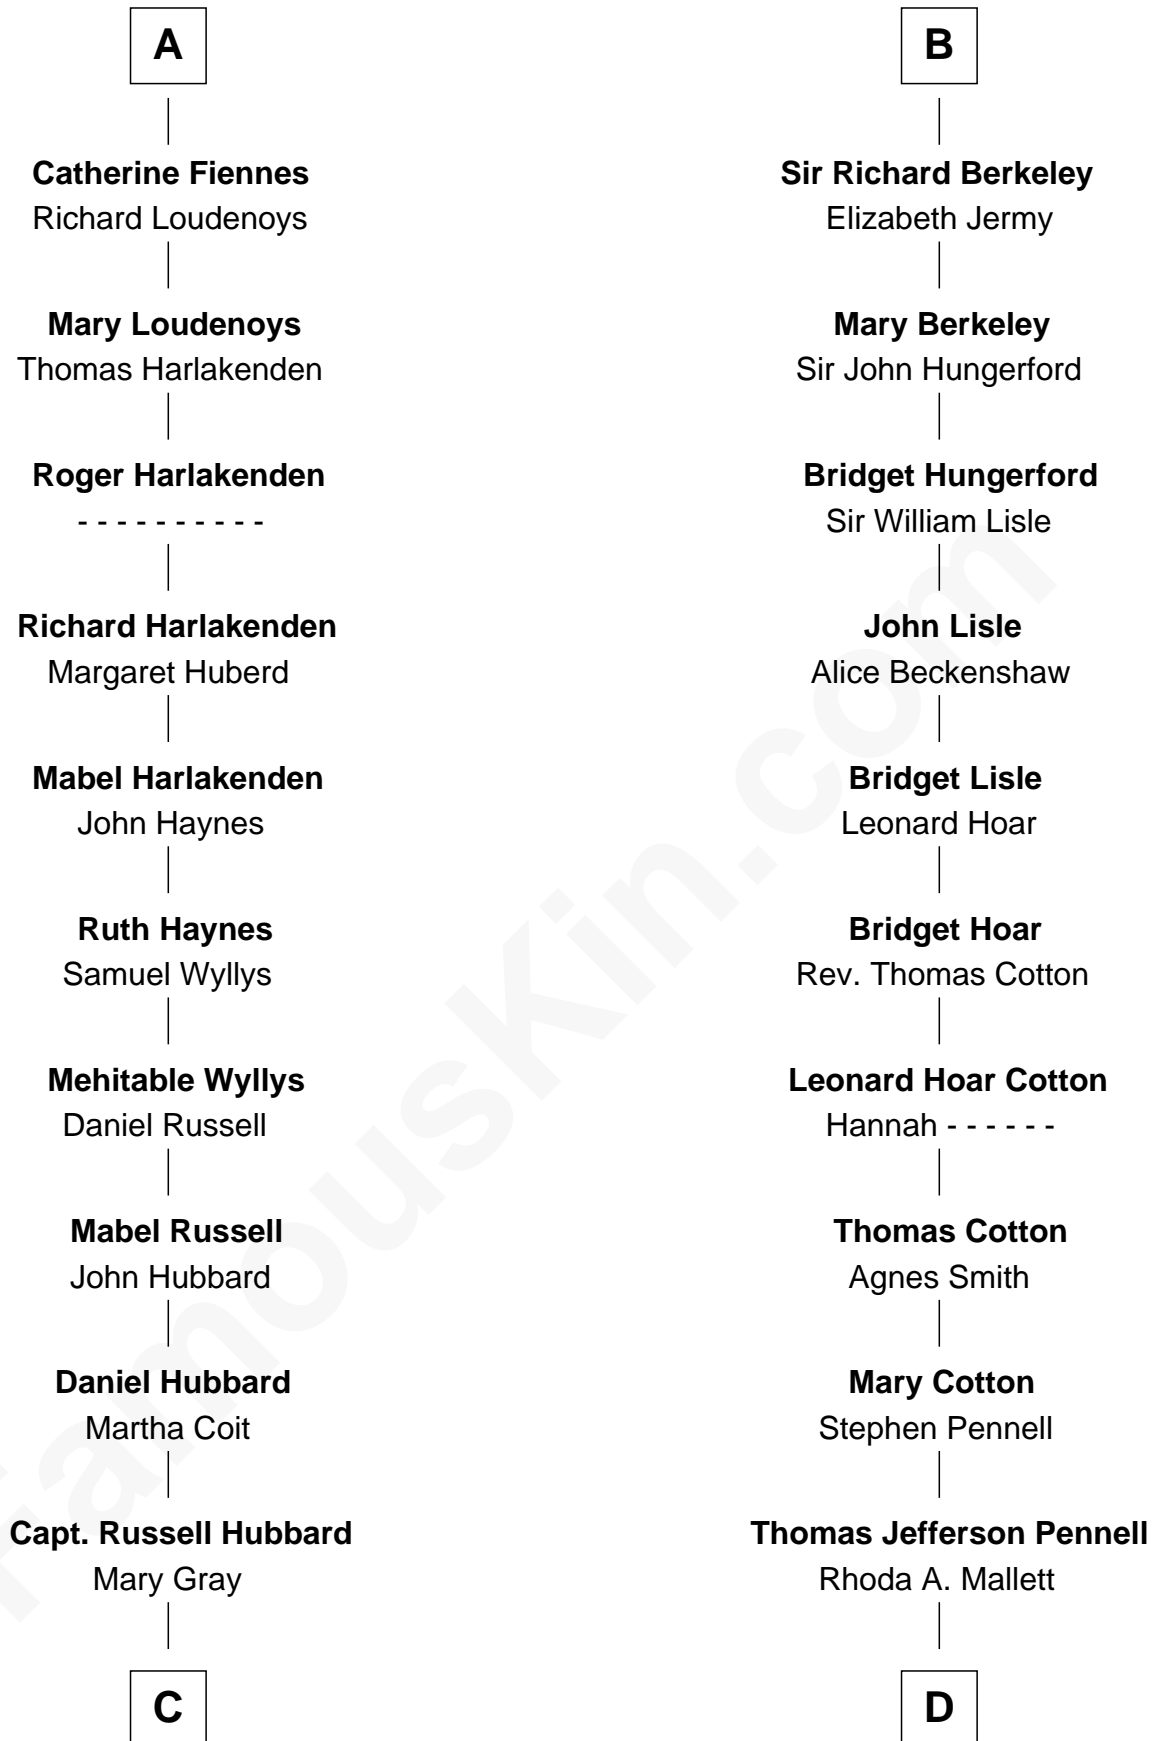 A
Catherine Fiennes
Richard Loudenoys
Mary Loudenoys
Thomas Harlakenden
Roger Harlakenden
- - - - - - - - - -
Richard Harlakenden
Margaret Huberd
Mabel Harlakenden
John Haynes
Ruth Haynes
Samuel Wyllys
Mehitable Wyllys
Daniel Russell
Mabel Russell
John Hubbard
Daniel Hubbard
Martha Coit
Capt. Russell Hubbard
Mary Gray
C
B
Sir Richard Berkeley
Elizabeth Jermy
Mary Berkeley
Sir John Hungerford
Bridget Hungerford
Sir William Lisle
John Lisle
Alice Beckenshaw
Bridget Lisle
Leonard Hoar
Bridget Hoar
Rev. Thomas Cotton
Leonard Hoar Cotton
Hannah - - - - - -
Thomas Cotton
Agnes Smith
Mary Cotton
Stephen Pennell
Thomas Jefferson Pennell
Rhoda A. Mallett
D
FamousKin.com